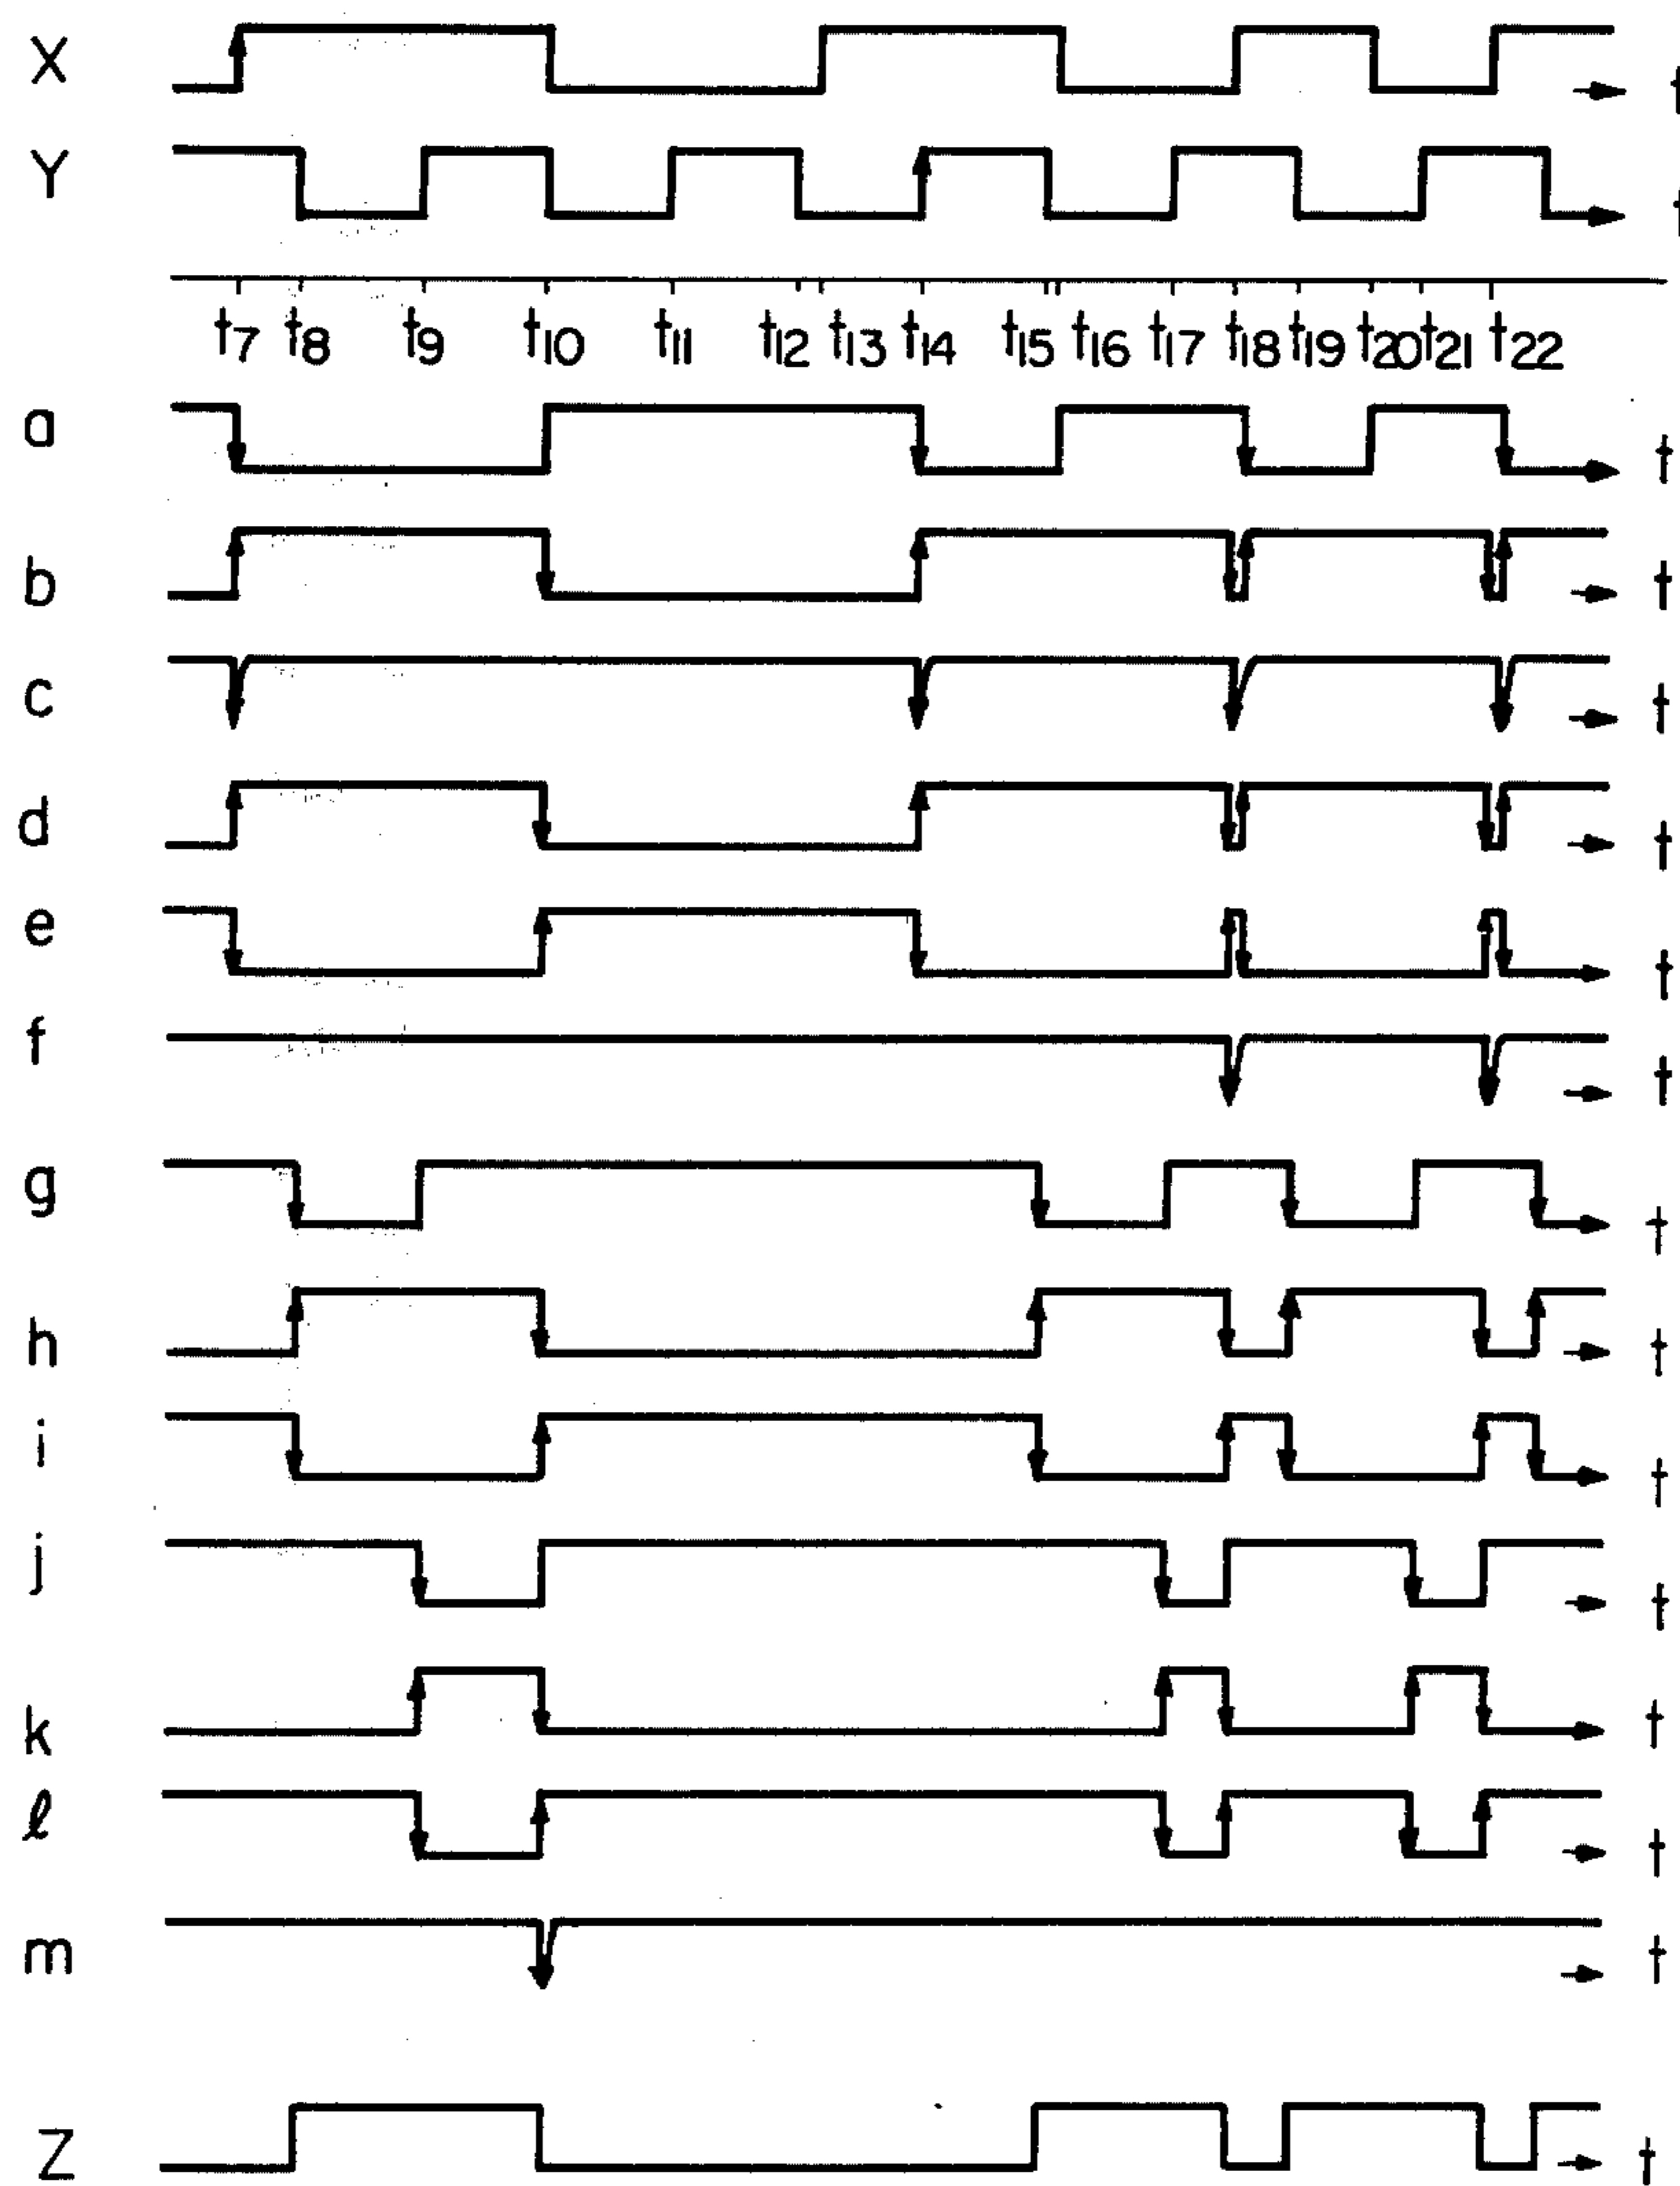 X t
Y t
t7 t8 t9 t10 t11 t12 t13 t14 t15 t16 t17 t18 t19 t20 t21 t22
a t
b t
c t
d t
e t
f t
g t
h t
i t
j t
k t
ℓ t
m t
Z t